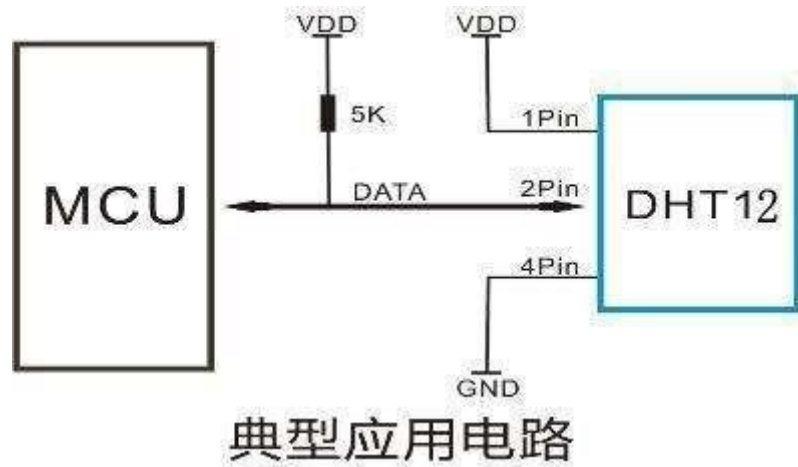 VDD VDD
5K
1Pin
MCU
DATA
2Pin
DHT12
4Pin
GND
典型应用电路